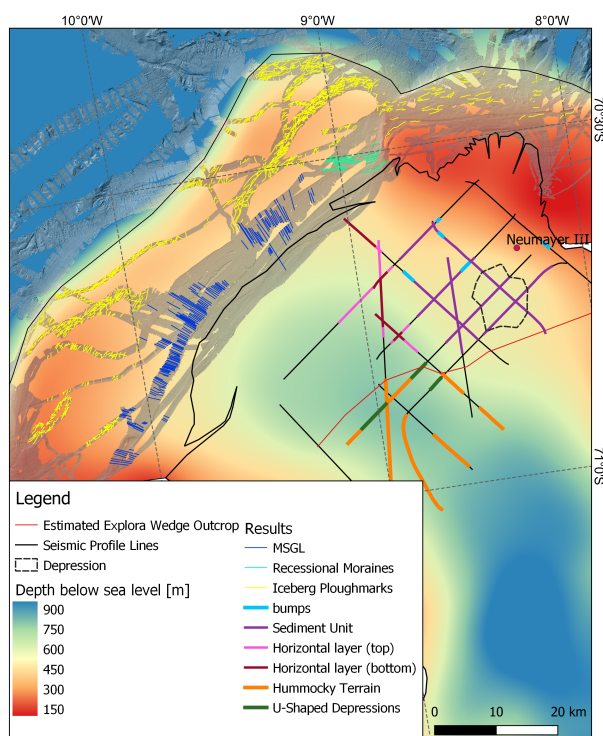 10°0'W 9°0'W 8°0'W
70°30'S
Neumayer III
71°0'S
Legend
Estimated Explora Wedge Outcrop
Seismic Profile Lines
Depression
Depth below sea level [m]
900
750
600
450
300
150
Results
MSGL
Recessional Moraines
Iceberg Ploughmarks
bumps
Sediment Unit
Horizontal layer (top)
Horizontal layer (bottom)
Hummocky Terrain
U-Shaped Depressions
0 10 20 km